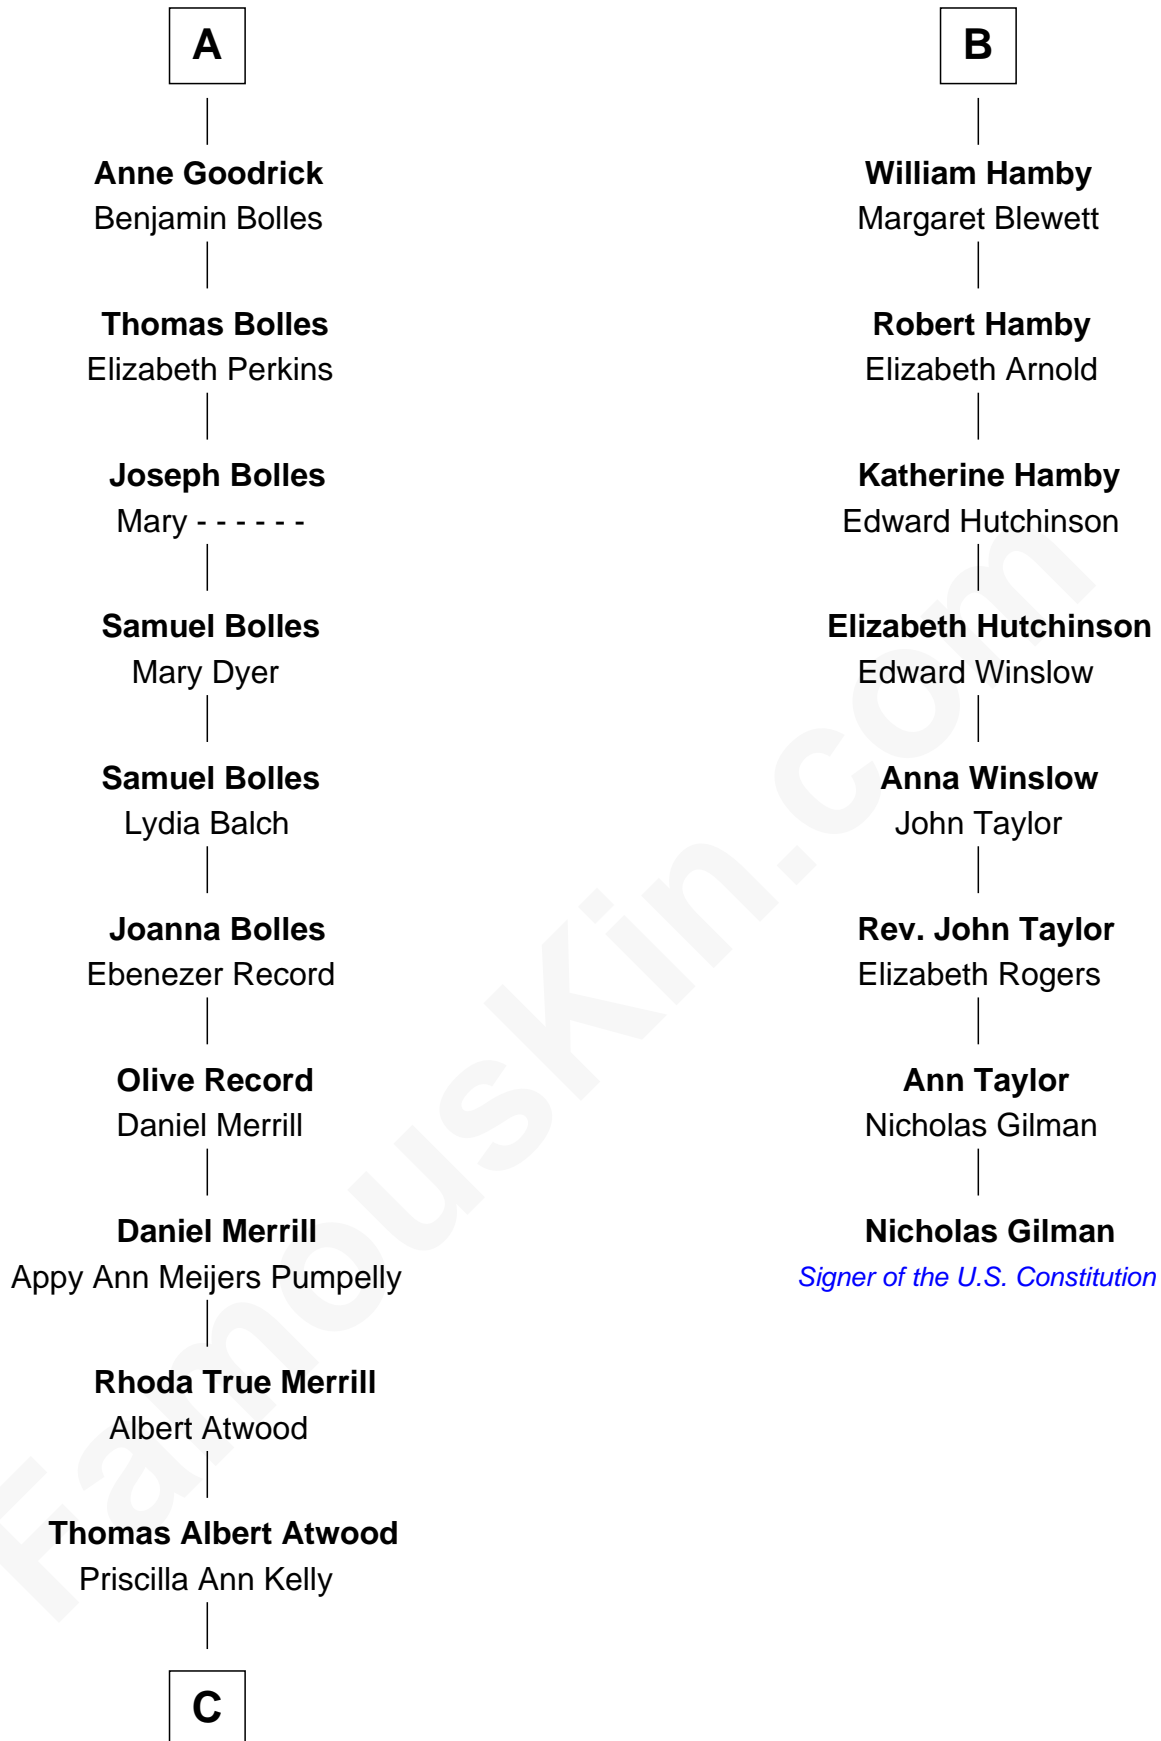 A
Anne Goodrick
Benjamin Bolles
Thomas Bolles
Elizabeth Perkins
Joseph Bolles
Mary - - - - - -
Samuel Bolles
Mary Dyer
Samuel Bolles
Lydia Balch
Joanna Bolles
Ebenezer Record
Olive Record
Daniel Merrill
Daniel Merrill
Appy Ann Meijers Pumpelly
Rhoda True Merrill
Albert Atwood
Thomas Albert Atwood
Priscilla Ann Kelly
C
B
William Hamby
Margaret Blewett
Robert Hamby
Elizabeth Arnold
Katherine Hamby
Edward Hutchinson
Elizabeth Hutchinson
Edward Winslow
Anna Winslow
John Taylor
Rev. John Taylor
Elizabeth Rogers
Ann Taylor
Nicholas Gilman
Nicholas Gilman
Signer of the U.S. Constitution
FamousKin.com